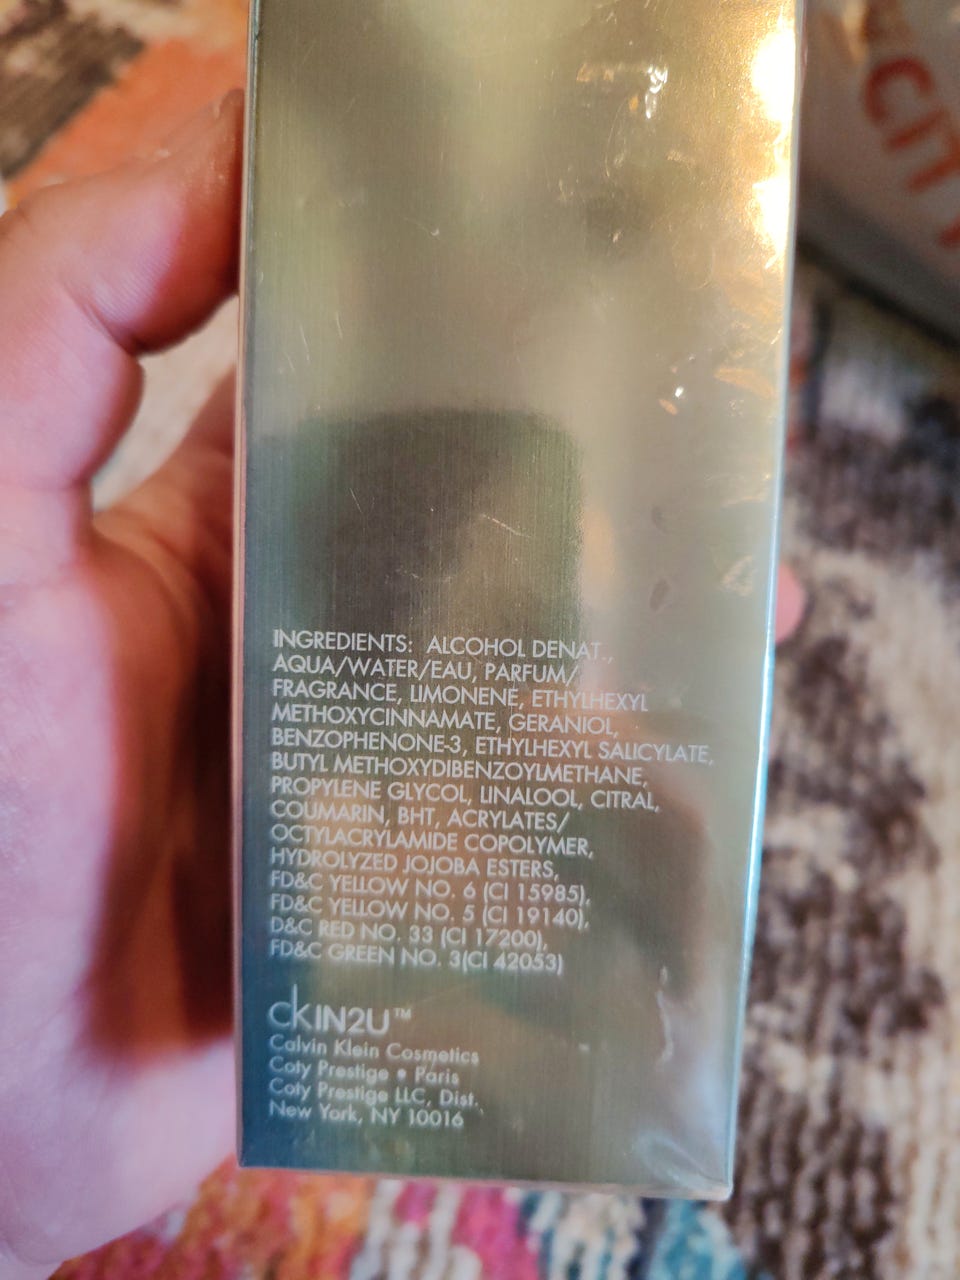 CIT
INGREDIENTS: ALCOHOL DENAT.,
AQUA/WATER/EAU, PARFUM/
FRAGRANCE, LIMONENE, ETHYLHEXYL
METHOXYCINNAMATE, GERANIOL,
BENZOPHENONE-3, ETHYLHEXYL SALICYLATE,
BUTYL METHOXYDIBENZOYLMETHANE,
PROPYLENE GLYCOL, LINALOOL, CITRAL,
COUMARIN, BHT, ACRYLATES/
OCTYLACRYLAMIDE COPOLYMER,
HYDROLYZED JOJOBA ESTERS,
FD&C YELLOW NO. 6 (CI 15985),
FD&C YELLOW NO. 5 (CI 19140),
D&C RED NO. 33 (CI 17200),
FD&C GREEN NO. 3(CI 42053)
ckIN2U™
Calvin Klein Cosmetics
Coty Prestige • Paris
Coty Prestige LLC, Dist.
New York, NY 10016